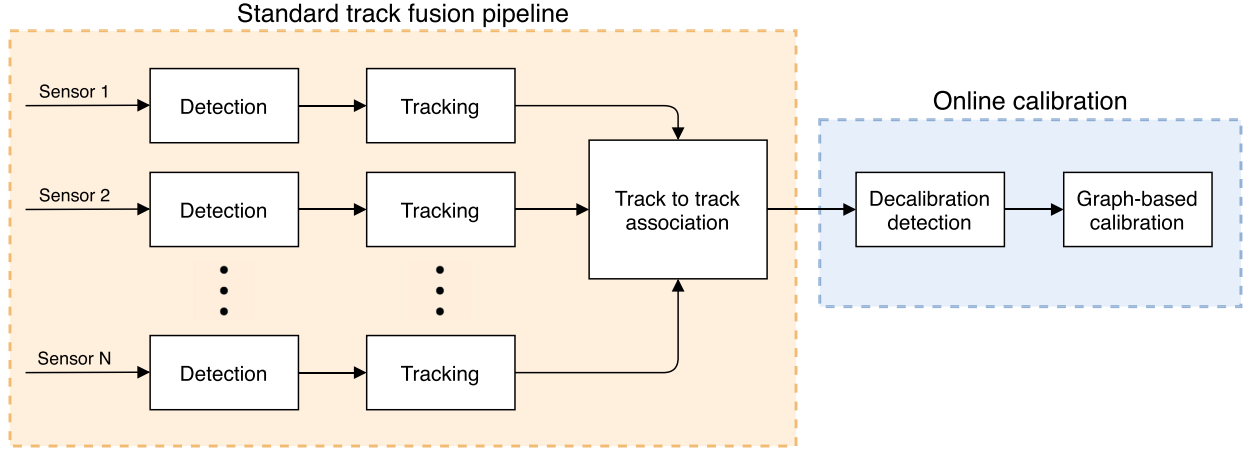 Standard track fusion pipeline
Sensor 1
Detection
Tracking
Sensor 2
Detection
Tracking
Track to track
association
Sensor N
Detection
Tracking
Online calibration
Decalibration
detection
Graph-based
calibration